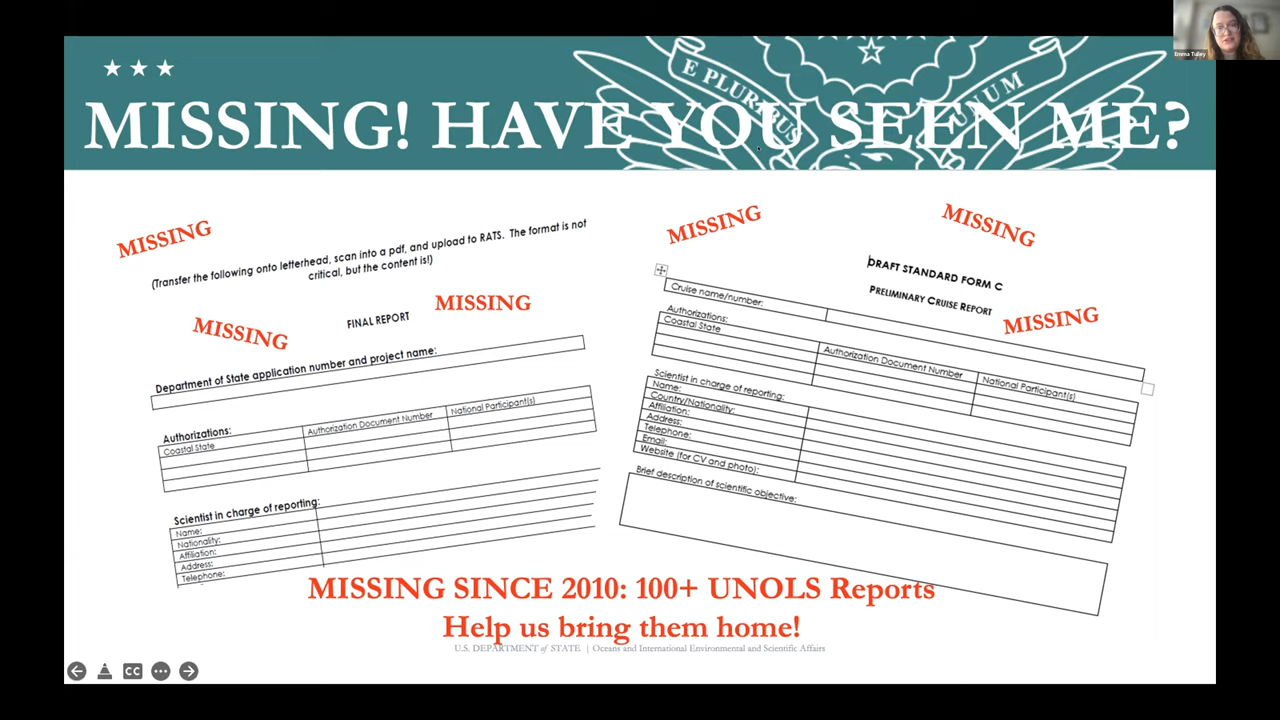 Emma Tulley
E PLURIBUS UNUM
MISSING! HAVE YOU SEEN ME?
MISSING
(Transfer the following onto letterhead, scan into a pdf, and upload to RATS. The format is not
critical, but the content is!)
MISSING
FINAL REPORT
MISSING
Department of State application number and project name:
Authorizations:
Coastal State
Authorization Document Number
National Participant(s)
Scientist in charge of reporting:
Name:
Nationality:
Affiliation:
Address:
Telephone:
MISSING
MISSING
DRAFT STANDARD FORM C
PRELIMINARY CRUISE REPORT
MISSING
Cruise name/number:
Authorizations:
Coastal State
Authorization Document Number
National Participant(s)
Scientist in charge of reporting:
Name:
Country/Nationality:
Affiliation:
Address:
Telephone:
Email:
Website (for CV and photo):
Brief description of scientific objective:
MISSING SINCE 2010: 100+ UNOLS Reports
Help us bring them home!
U.S. DEPARTMENT of STATE | Oceans and International Environmental and Scientific Affairs
CC